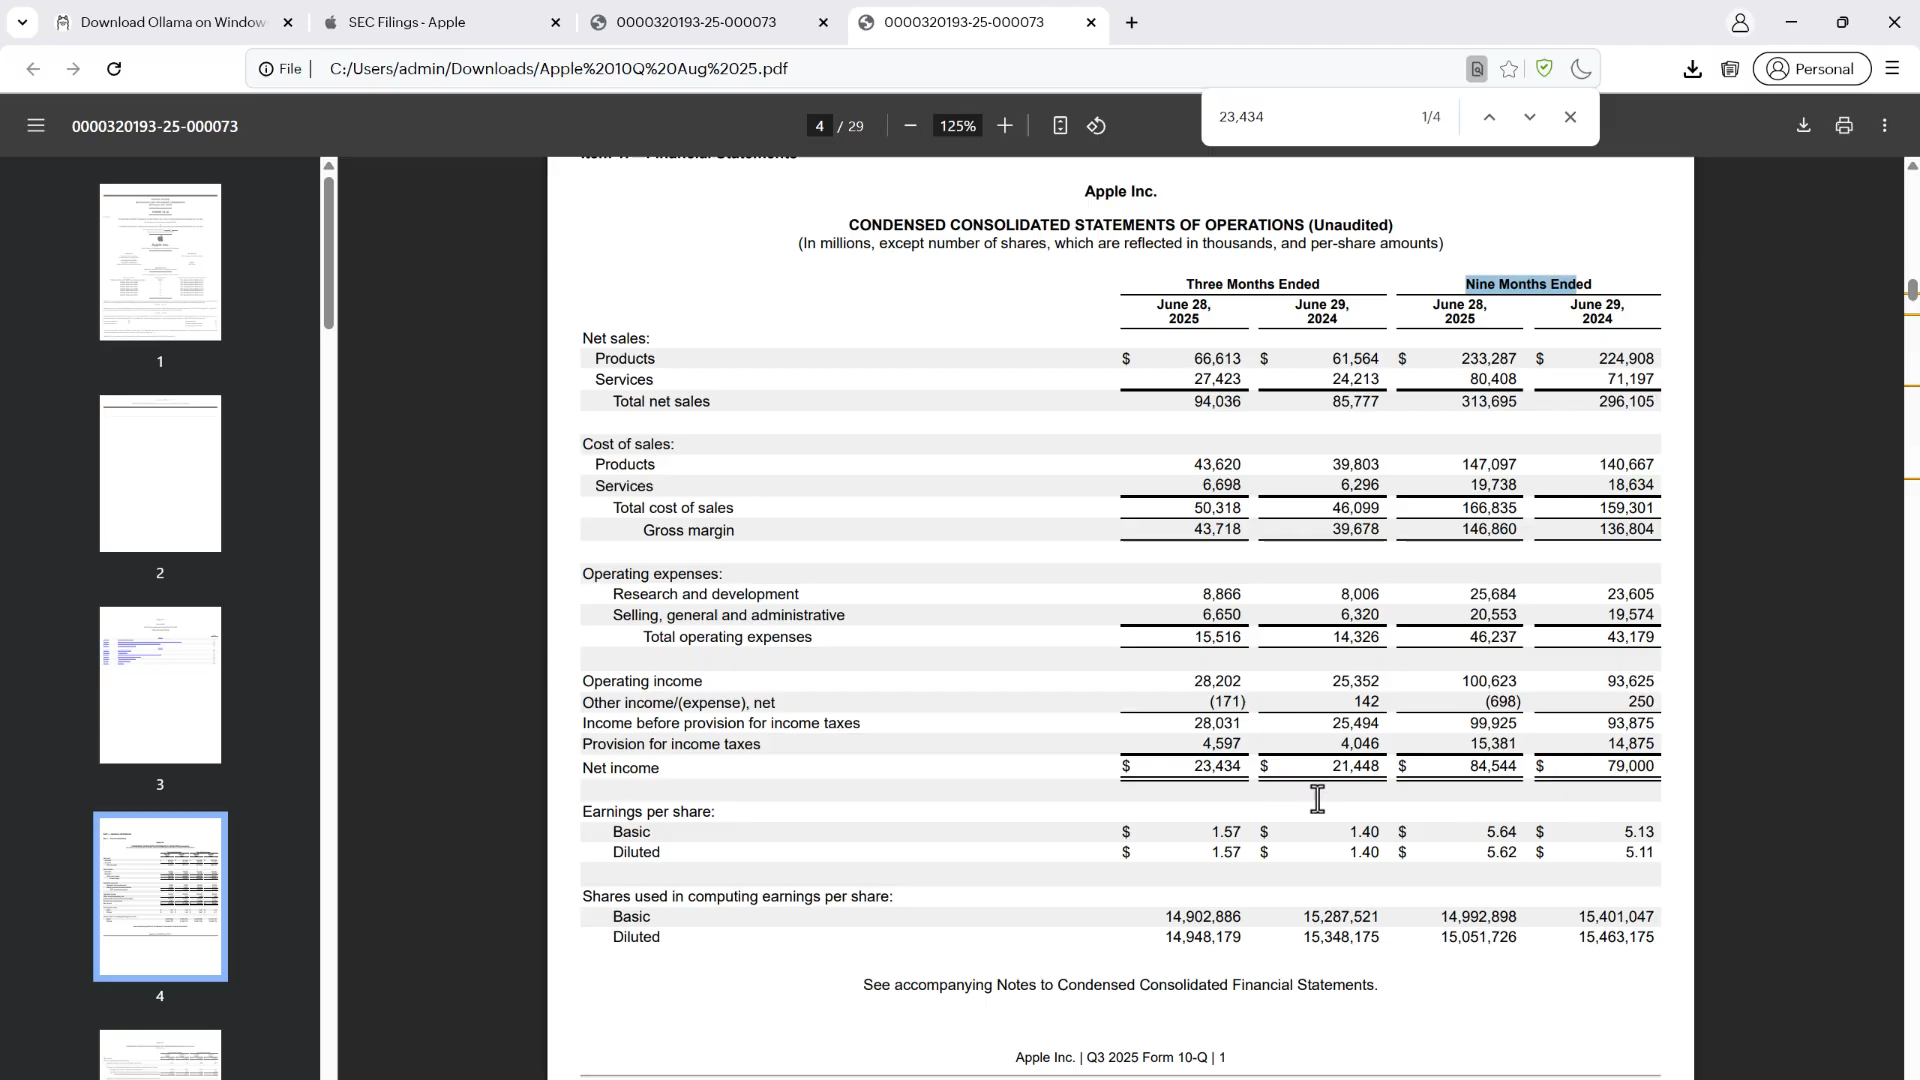 Download Ollama on Window
SEC Filings - Apple
0000320193-25-000073
0000320193-25-000073
File
C:/Users/admin/Downloads/Apple%2010Q%20Aug%2025.pdf
Personal
0000320193-25-000073
4 / 29
125%
23,434
1/4
1
2
3
4
Item 1. Financial Statements
Apple Inc.
CONDENSED CONSOLIDATED STATEMENTS OF OPERATIONS (Unaudited)
(In millions, except number of shares, which are reflected in thousands, and per-share amounts)
Three Months Ended Nine Months Ended
June 28, 2025 June 29, 2024 June 28, 2025 June 29, 2024
Net sales:
Products $ 66,613 $ 61,564 $ 233,287 $ 224,908
Services 27,423 24,213 80,408 71,197
Total net sales 94,036 85,777 313,695 296,105
Cost of sales:
Products 43,620 39,803 147,097 140,667
Services 6,698 6,296 19,738 18,634
Total cost of sales 50,318 46,099 166,835 159,301
Gross margin 43,718 39,678 146,860 136,804
Operating expenses:
Research and development 8,866 8,006 25,684 23,605
Selling, general and administrative 6,650 6,320 20,553 19,574
Total operating expenses 15,516 14,326 46,237 43,179
Operating income 28,202 25,352 100,623 93,625
Other income/(expense), net (171) 142 (698) 250
Income before provision for income taxes 28,031 25,494 99,925 93,875
Provision for income taxes 4,597 4,046 15,381 14,875
Net income $ 23,434 $ 21,448 $ 84,544 $ 79,000
Earnings per share:
Basic $ 1.57 $ 1.40 $ 5.64 $ 5.13
Diluted $ 1.57 $ 1.40 $ 5.62 $ 5.11
Shares used in computing earnings per share:
Basic 14,902,886 15,287,521 14,992,898 15,401,047
Diluted 14,948,179 15,348,175 15,051,726 15,463,175
See accompanying Notes to Condensed Consolidated Financial Statements.
Apple Inc. | Q3 2025 Form 10-Q | 1